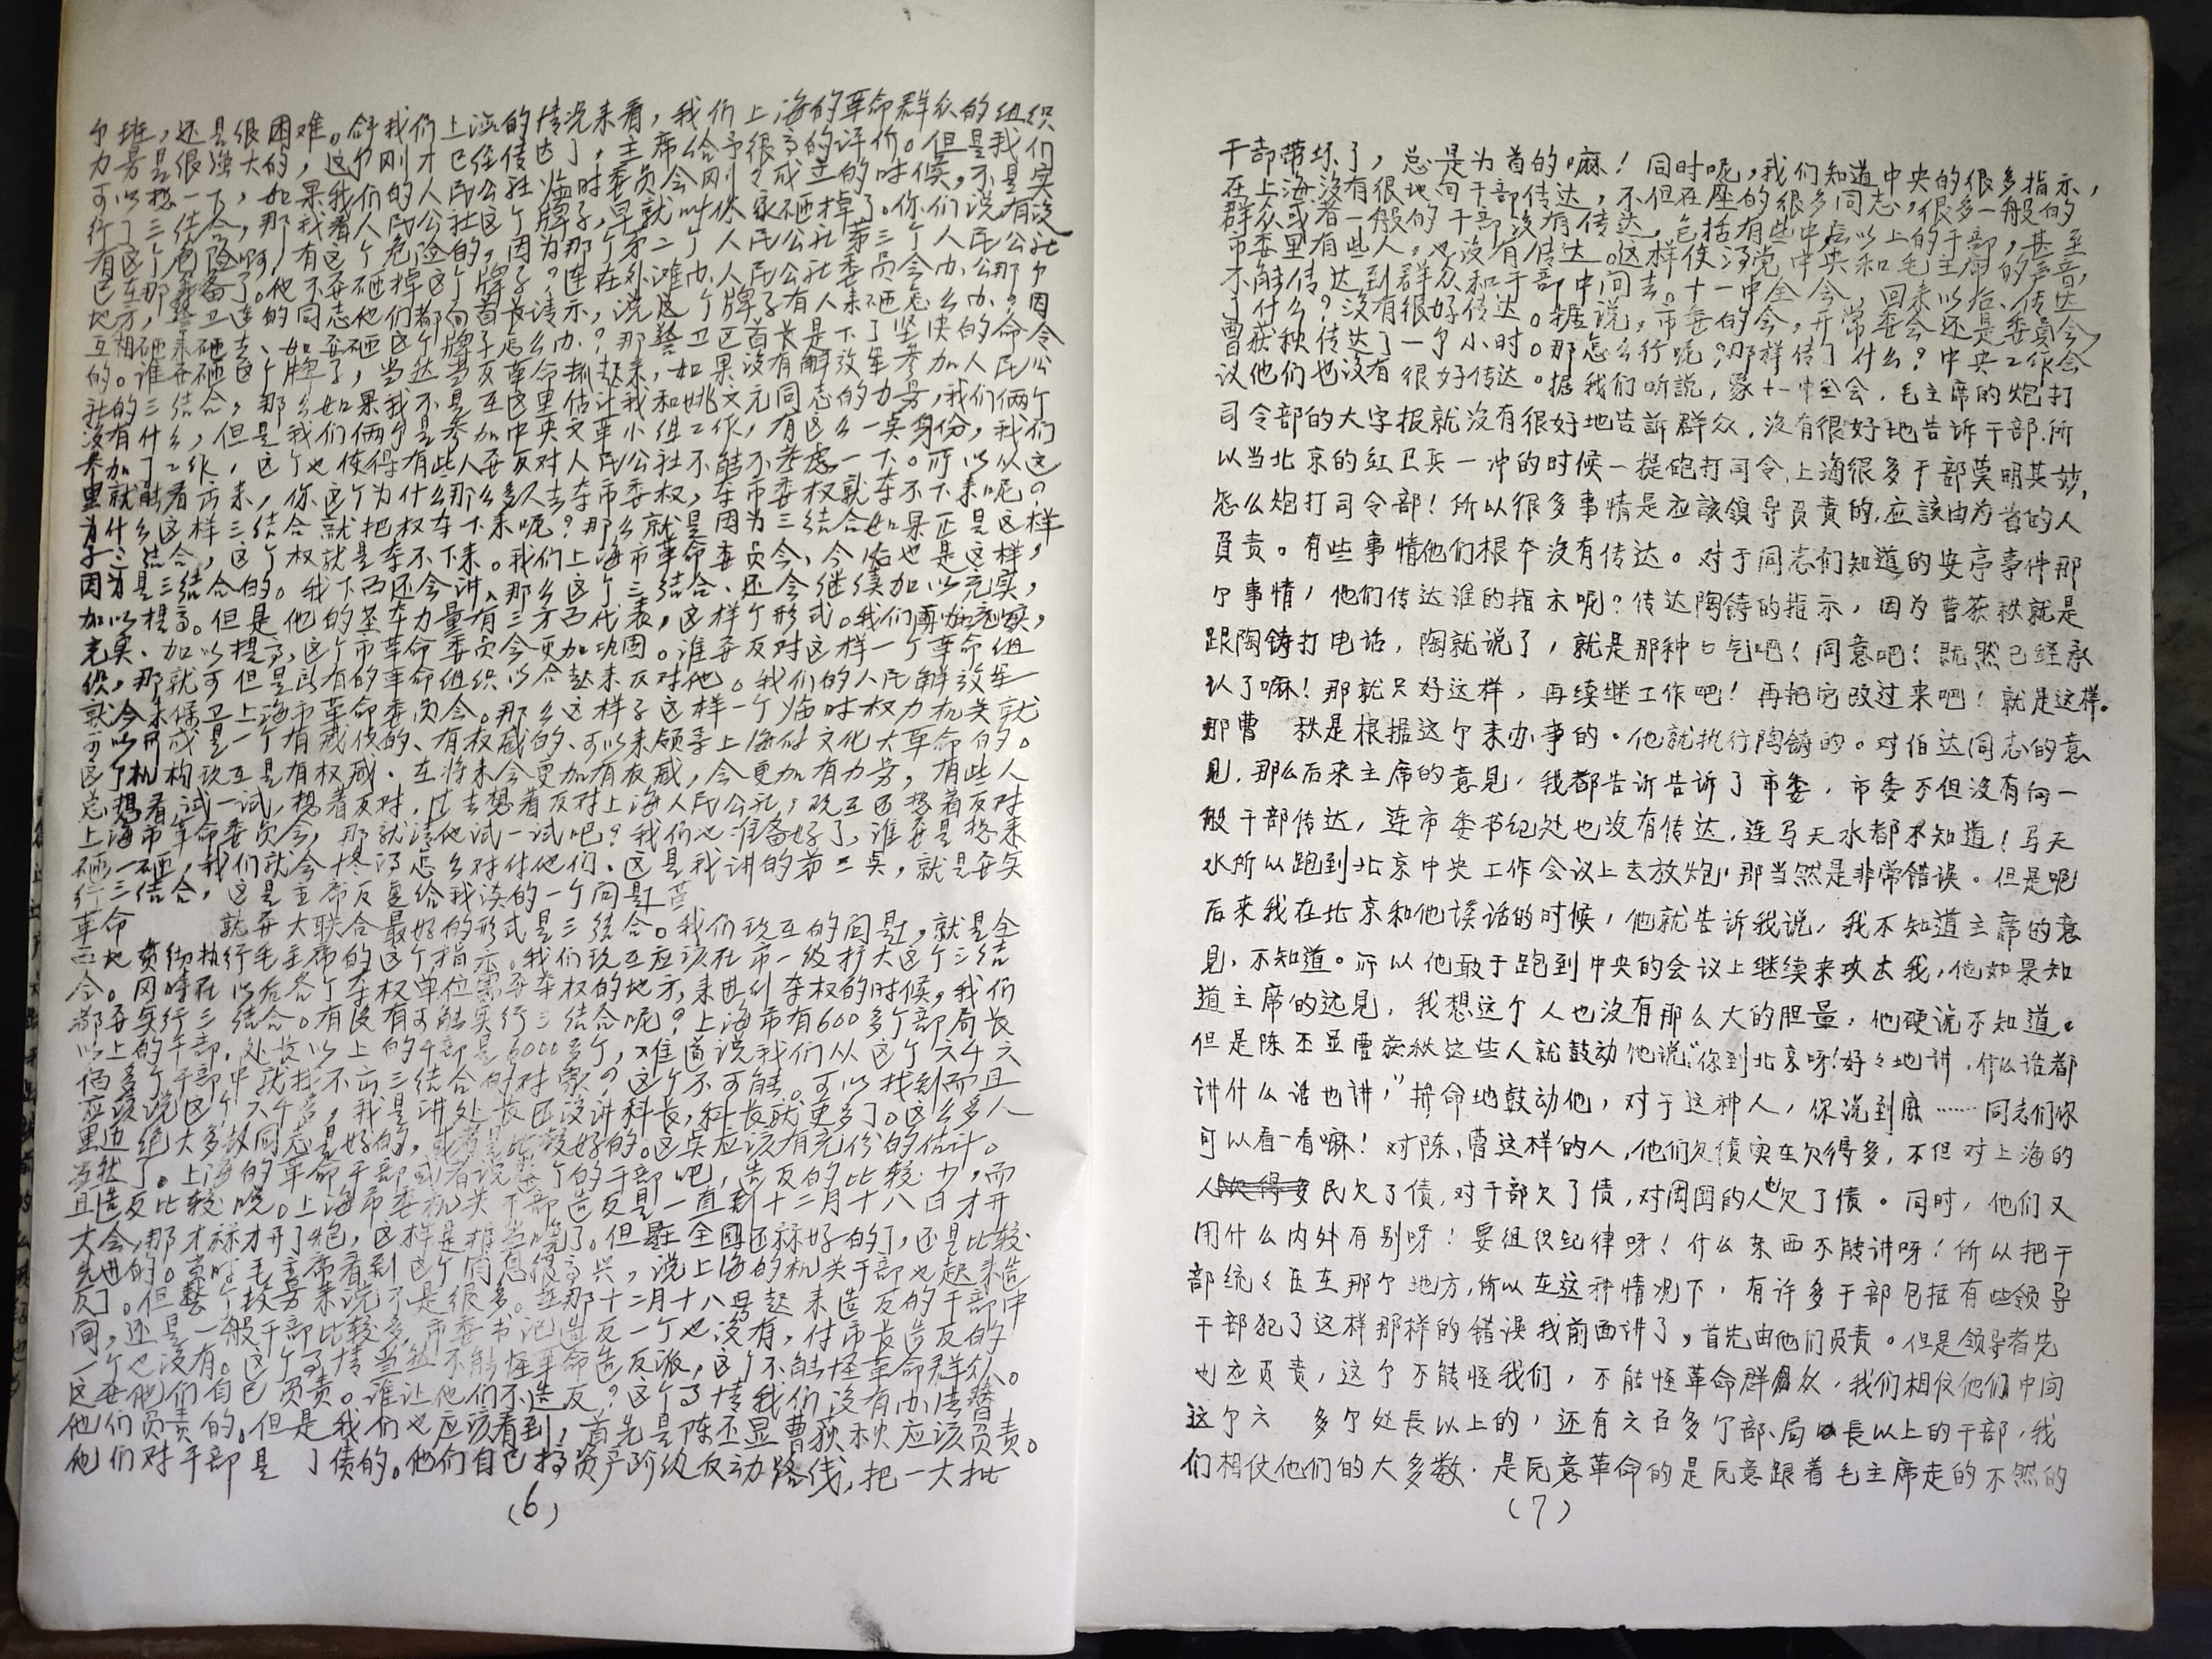 个班，还是很困难。𠆤我们上海的情况来看，我们上海的革命群众的组织
力号是很强大的，这个刚才已经传达了，主席给予很高的评价。但是我们
可以想一下，如果我们的人民公社临时委员会刚刚成立的时候，不是实
行了三结合，那我看人民公社这个牌子，早就叫人家砸掉了。你们说有没
有这个危险啊，有这个危险的，因为那个第二个人民公社第三个人民公社
已在那筹备了。他不要砸掉这个牌子？连在外滩办人民公社委员会办公那个
地方，警卫连的同志他们都向首长请示，说这个牌子有人来砸怎么办？因
互相砸来砸去、如要砸这个牌子怎么办？那警卫区首长是下了坚决的命令
的。谁要砸这个牌子，当达当反革命抓起来，如果没有解放军参加人民公
社的三结合，那么如果我不是在这里估计我和姚文元同志的力号，我们俩个
没有什么，但是我们俩个是参加中央文革小组工作，有这么一点身份，我们
参加了工作，这个也使得有些人要反对人民公社不能不考虑一下。所以从这
里就能看出来，你这个为什么那么多人去夺市委权，夺市委权就夺不下来呢？
为什么这样三结合就把权夺下来呢？那么就是因为三结合如果不是这样
子三结合，这个权就是夺不下来。我们上海市革命委员会、今后也是这样，
因为是三结合的。我下面还会讲、那么这个三结合、还会继续加以充实，
加以提高。但是他的基本力量有三方面代表，这样个形式。我们再加充实，
充实、加以提高，这个市革命委员会更加巩固。谁要反对这样一个革命组
织，那就可但是所有的革命组织以合起来反对他。我们的人民解放军
就会来保卫上海市革命委员会。那么这样子这样一个临时权力机关就
可以形成是一个有威信的、有权威的、可以来领导上海付文化大革命的。
这个机构现在是有权威．在将来会更加有权威，会更加有力号，有些人
总想着试一试，想着反对，过去想着反对上海人民公社，现在西想着反对
上海市革命委员会，那就请他试一试吧？我们也准备好了，谁要是想来
砸一砸，我们就会懂得怎么对付他们、这是我讲的第三点，就是要实
行三结合，这是主席反复给我谈的一个问题
革命 就要大联合最好的形式是三结合。我们现在的问题，就是全
面地贯彻执行毛主席的这个指示。我们现在应该在市一级扩大这个三结
合。同时在以后各个夺权单位需要夺权的地方，来进行夺权的时候，我们
都要实行三结合。有没有可能实行三结合呢？上海市有600多个部局长
以上的干部．处长以上的干部是6000多个，难道说我们从这个六千六
佰多个干部中就找不出三结合的对象？这个不可能。可以找到而且
应该说这个六千多，我是讲处长还没讲科长，科长就更多了。这么多人
里边绝大多数同志是好的，或者是比较好的。这点应该有充份的估计。
当然了。上海的革命干部或者说整个的干部吧，造反的比较少，而
且造反比较晚。上海市委机关干部造反是一直到十二月十八日才开
大会，那才称才开了炮，这样是相当晚了。但是在全国还称好的了，还是比较
先进的。当时毛主席看到这个消息很高兴，说上海的机关干部也起来造
反了。但整个故号来说不是很多。在那十二月十八号起来造反的干部中
间，还是一般干部比较多，市委书记造反一个也没有，付市长造反的
一个也没有。这个事情当然不能怪革命造反派，这个不能怪革命群众。
这要他们自己负责。谁让他们不造反？这个事情我们没有办法替
他们负责的。但是我们也应该看到，首先是陈丕显曹荻秋应该负责。
他们对干部是 了债的。他们自己搞资产阶级反动路线，把一大批
(6)
干部带坏了，总是为首的嘛！同时呢，我们知道中央的很多指示，
在上海没有很地向干部传达，不但在座的很多同志，很多一般的
群众或者一般的干部没有传达，包括有些中层以上的干部，甚至
市委里有些人，也没有传达。这样使得党中央和毛主席的声音，
才能传达到群众和干部中间去。十一中全会，回来以后、传达
了什么？没有很好传达。据说，市委的会，开常委会还是委员会，
曹荻秋传达了一个小时。那怎么行呢？那样传了什么？中央工作会
议他们也没有很好传达。据我们听説，象十一中全会．毛主席的炮打
司令部的大字报就没有很好地告訴群众，没有很好地告诉干部．所
以当北京的红卫兵一冲的时候一提砲打司令，上海很多干部莫明其妙，
怎么炮打司令部！所以很多事情是应該領导負責的，应該由为首的人
負责。有些事情他们根本没有传达。对于同志们知道的安亭事件那
个事情，他们传达谁的指木呢？传达陶铸的指示，因为曹荻秩就是
跟陶铸打电话，陶就说了，就是那种口气吧！同意吧！既然已经承
认了嘛！那就只好这样，再续继工作吧！再把它改过来吧！就是这样。
那曹 秩是根据这个来办事的．他就执行陶铸的。对伯达同志的意
见．那么后来主席的意见，我都告诉告诉了市委，市委不但没有向一
般干部传达，连市委书纪处也没有传达，连马天水都不知道！马天
水所以跑到北京中央工作会议上去放炮，那当然是非常错误。但是呢
后来我在北京和他谈话的时候，他就告诉我说，我不知道主席的意
見，不知道。所以他敢于跑到中央的会议上继续来攻击我，他如果知
道主席的远見，我想这个人也没有那么大的胆量，他硬说不知道。
但是陈丕显曹荻秋这些人就鼓动他说“你到北京呀！好々地讲，什么话都
讲什么话也讲，”拚命地鼓动他，对于这种人，你说到底……同志们你
可以看一看嘛！对陈，曹这样的人，他们欠债实在欠得多，不但对上海的
人民欠了债，对干部欠了债，对周围的人也欠了债。同时，他们又
用什么内外有别呀！要组织纪律呀！什么东西不能讲呀！所以把干
部统々压在那个地方，所以在这种情况下，有许多干部包括有些领导
干部犯了这样那样的错误我前面讲了，首先由他们负责。但是领导者先
也应负责，这个不能怪我们，不能怪革命群众，我们相仗他们中间
这个六 多个处長以上的，还有六百多个部、局長以上的干部，我
们相仗他们的大多数．是願意革命的是願意跟着毛主席走的不然的
(7)